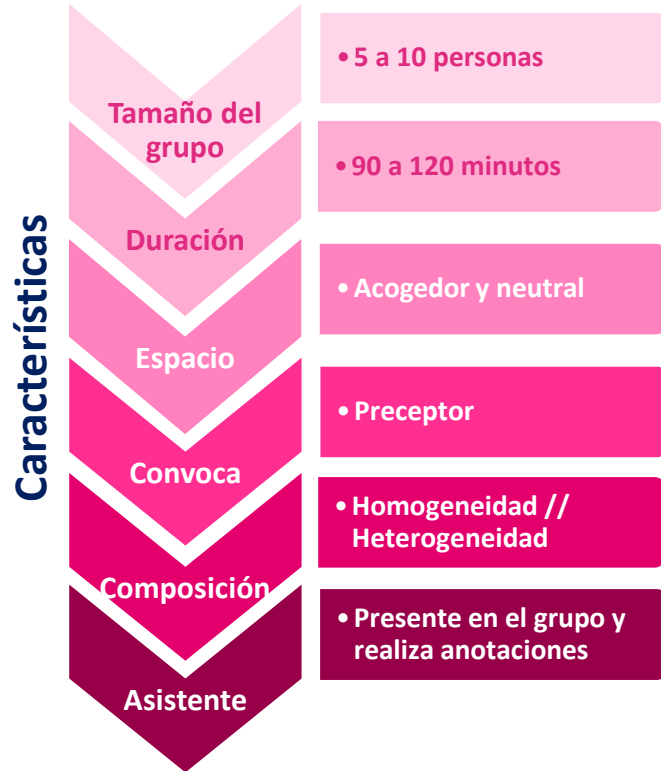 Características
Tamaño del
grupo
• 5 a 10 personas
Duración
• 90 a 120 minutos
Espacio
• Acogedor y neutral
Convoca
• Preceptor
Composición
• Homogeneidad //
Heterogeneidad
Asistente
• Presente en el grupo y
realiza anotaciones